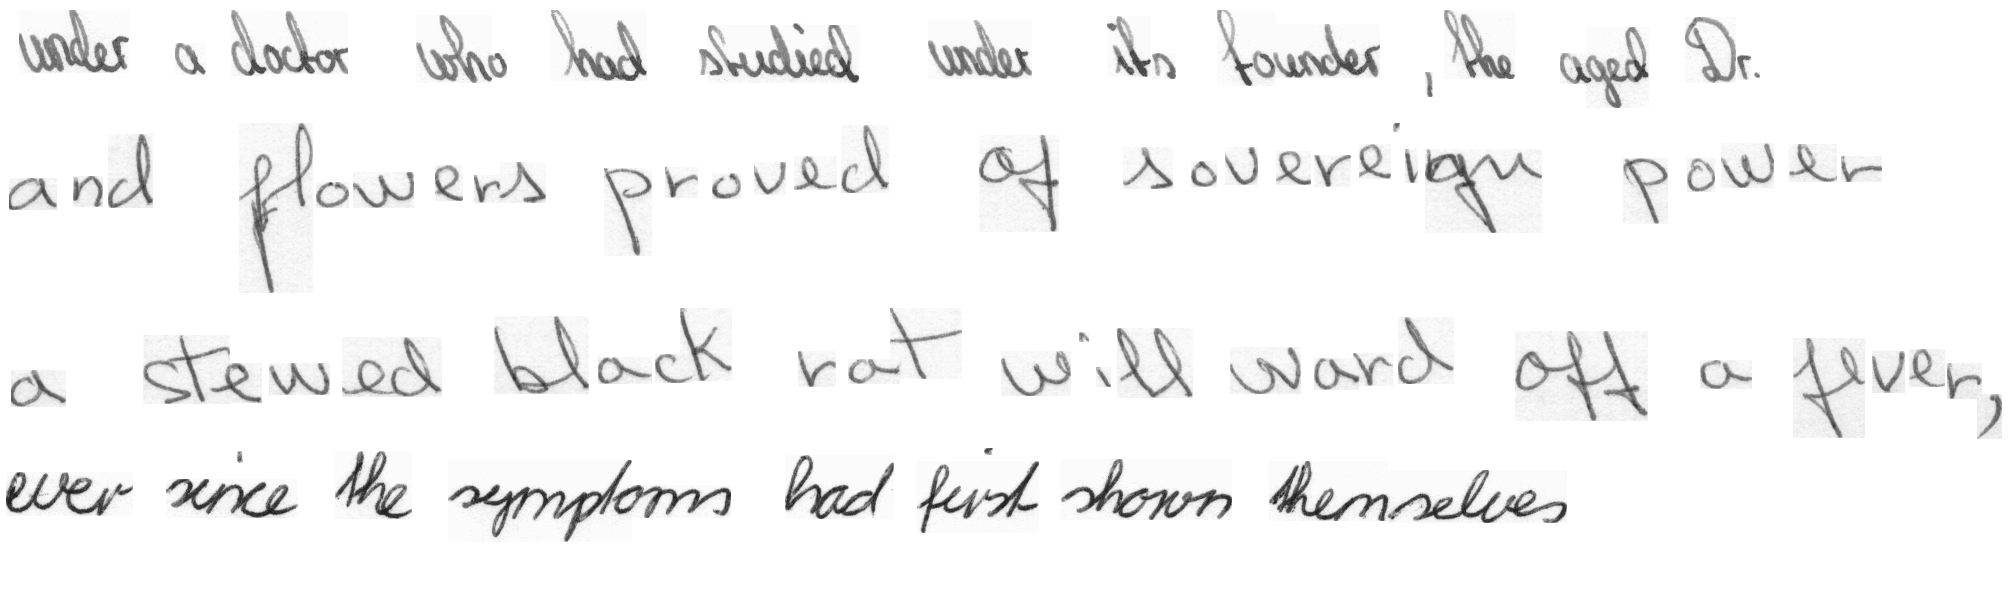 under a doctor who had studied under its founder, the aged Dr.
and flowers proved of sovereign power
a stewed black rat will ward off a fever,
ever since the symptoms had first shown themselves